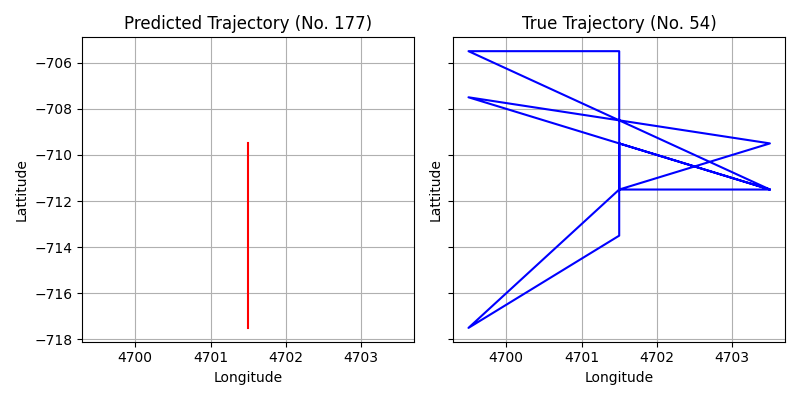 Predicted Trajectory (No. 177)
True Trajectory (No. 54)
Lattitude
−706
−708
−710
−712
−714
−716
−718
4700
4701
4702
4703
Longitude
Lattitude
4700
4701
4702
4703
Longitude